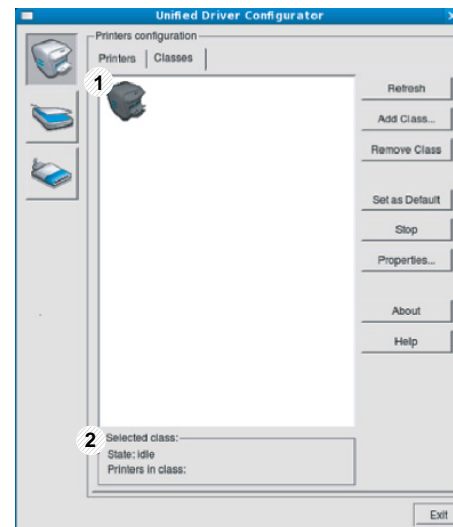 Unified Driver Configurator
Printers configuration
Printers Classes
1
Refresh
Add Class...
Remove Class
Set as Default
Stop
Properties...
About
Help
2 Selected class:
State: idle
Printers in class:
Exit